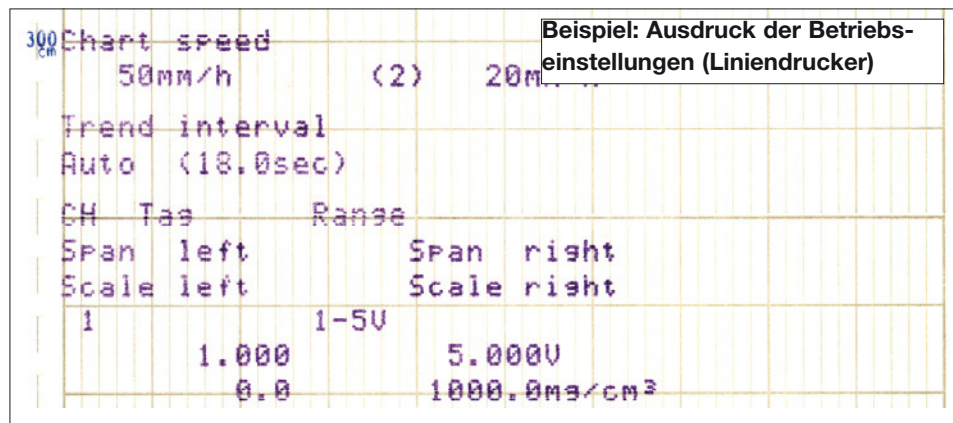 Beispiel: Ausdruck der Betriebs-
einstellungen (Liniendrucker)
300
cm
Chart speed
50mm/h (2)
Trend interval
Auto (18.0sec)
CH Tag Range
Span left Span right
Scale left Scale right
1 1-5V
1.000 5.000V
0.0 1000.0mg/cm³